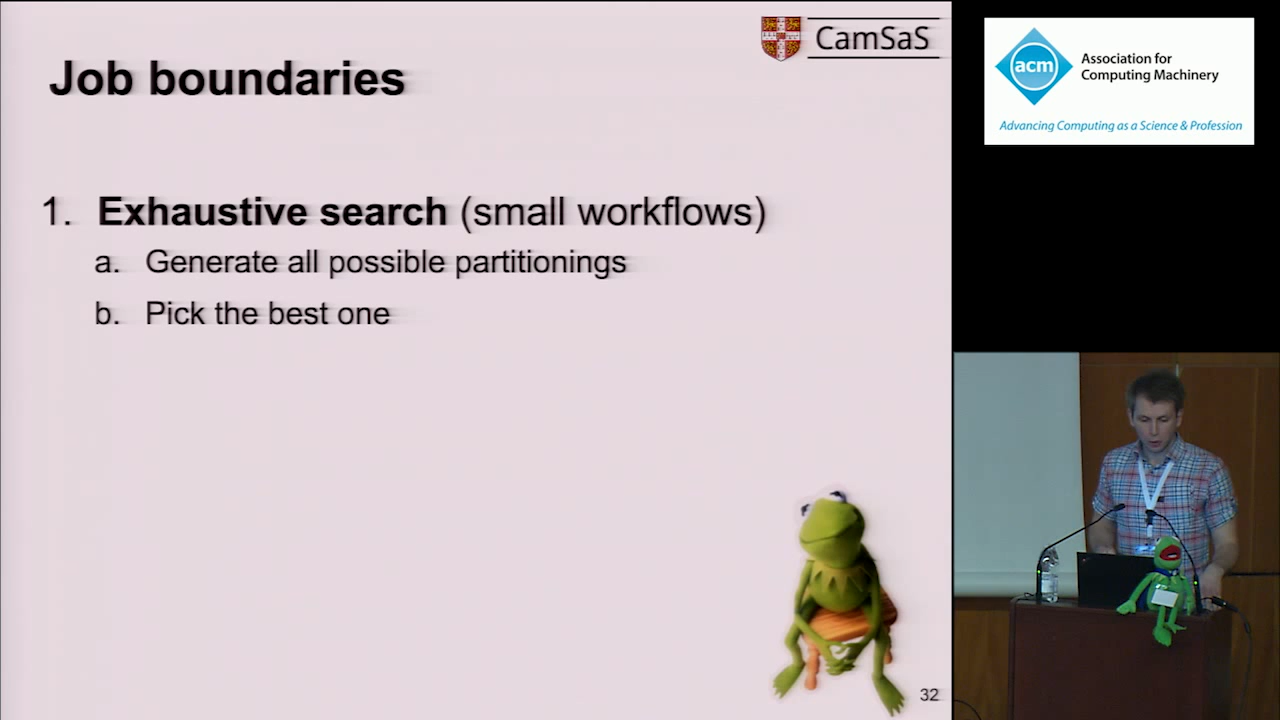 CamSaS
Job boundaries
1. Exhaustive search (small workflows)
a. Generate all possible partitionings
b. Pick the best one
32
acm
Association for
Computing Machinery
Advancing Computing as a Science & Profession